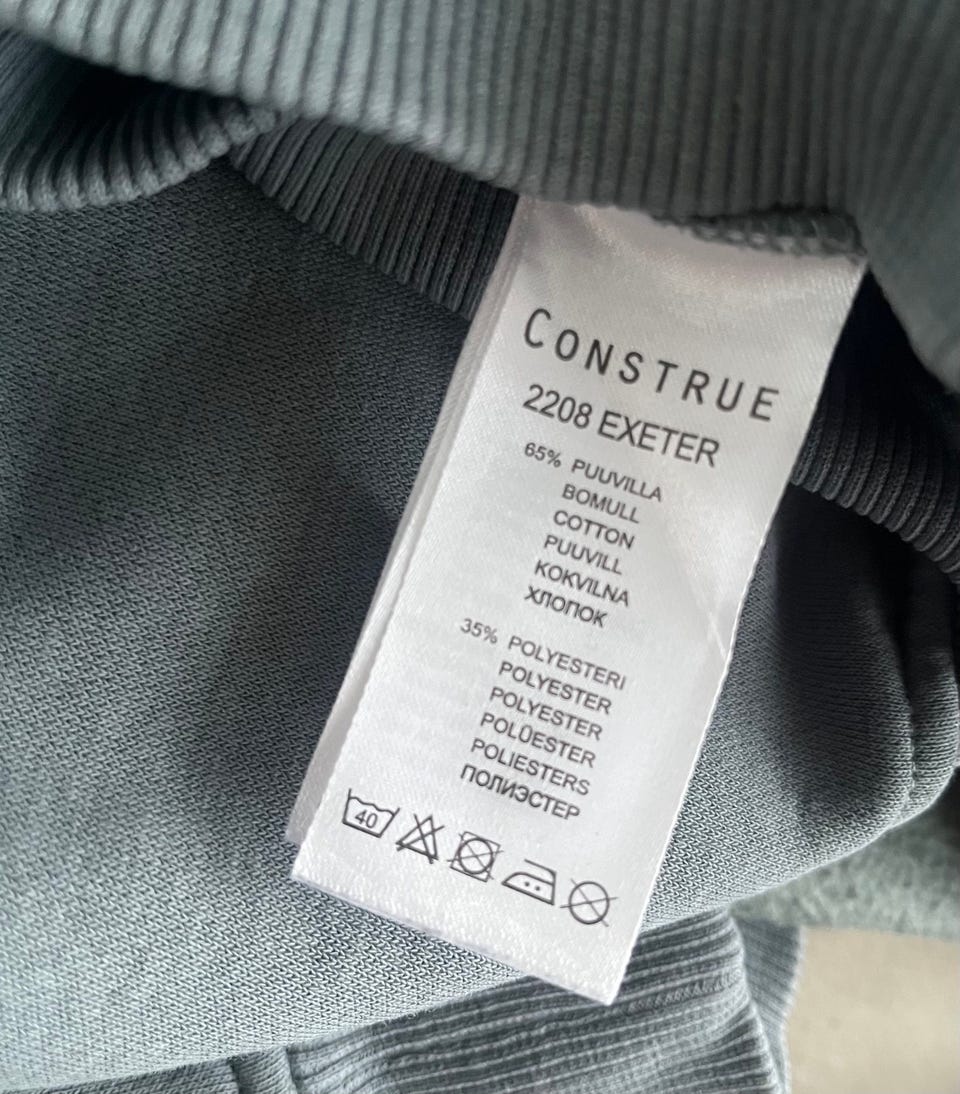 CONSTRUE
2208 EXETER
65% PUUVILLA
BOMULL
COTTON
PUUVILL
KOKVILNA
ХЛОПОК
35% POLYESTERI
POLYESTER
POLYESTER
POLÜESTER
POLIESTERS
ПОЛИЭСТЕР
40